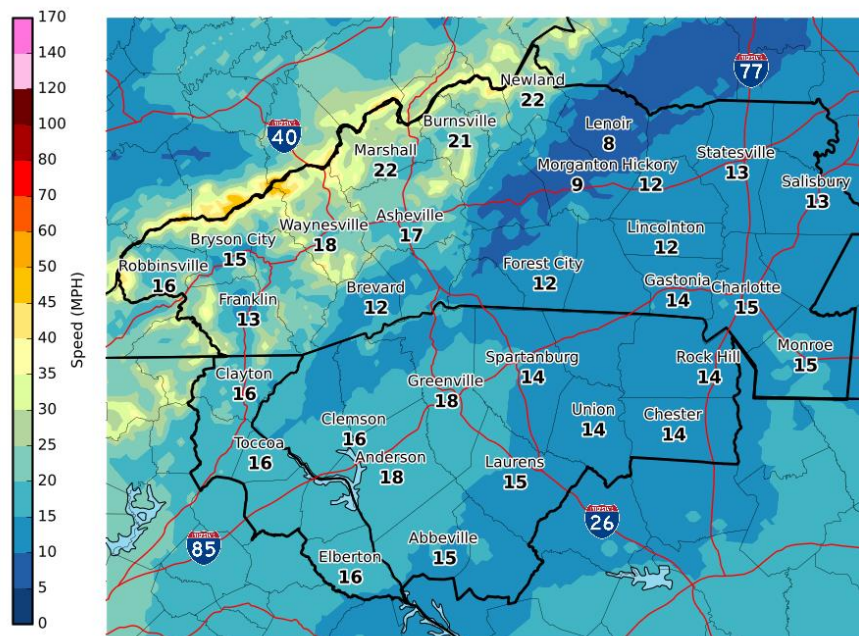 170
140
120
100
80
70
60
50
45
40
35
30
25
20
15
10
5
0
Speed (MPH)
77
Newland
22
40
Burnsville
21
Lenoir
8
Marshall
22
Morganton Hickory
9 12
Statesville
13
Salisbury
13
Waynesville
18
Asheville
17
Bryson City
15
Lincolnton
12
Robbinsville
16
Forest City
12
Brevard
12
Franklin
13
Gastonia
14
Charlotte
15
Monroe
15
Spartanburg
14
Rock Hill
14
Clayton
16
Greenville
18
Union
14
Chester
14
Clemson
16
Toccoa
16
Anderson
18
Laurens
15
26
85
Abbeville
15
Elberton
16